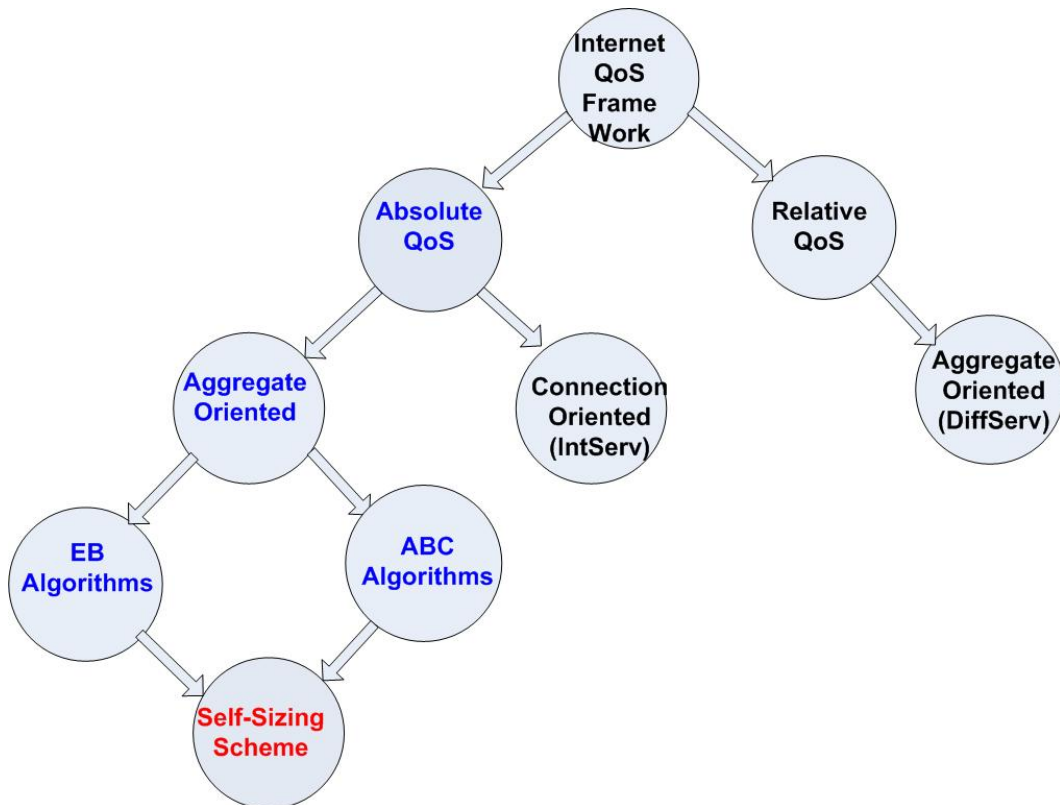 Internet
QoS
Frame
Work
Absolute
QoS
Relative
QoS
Aggregate
Oriented
Connection
Oriented
(IntServ)
Aggregate
Oriented
(DiffServ)
EB
Algorithms
ABC
Algorithms
Self-Sizing
Scheme